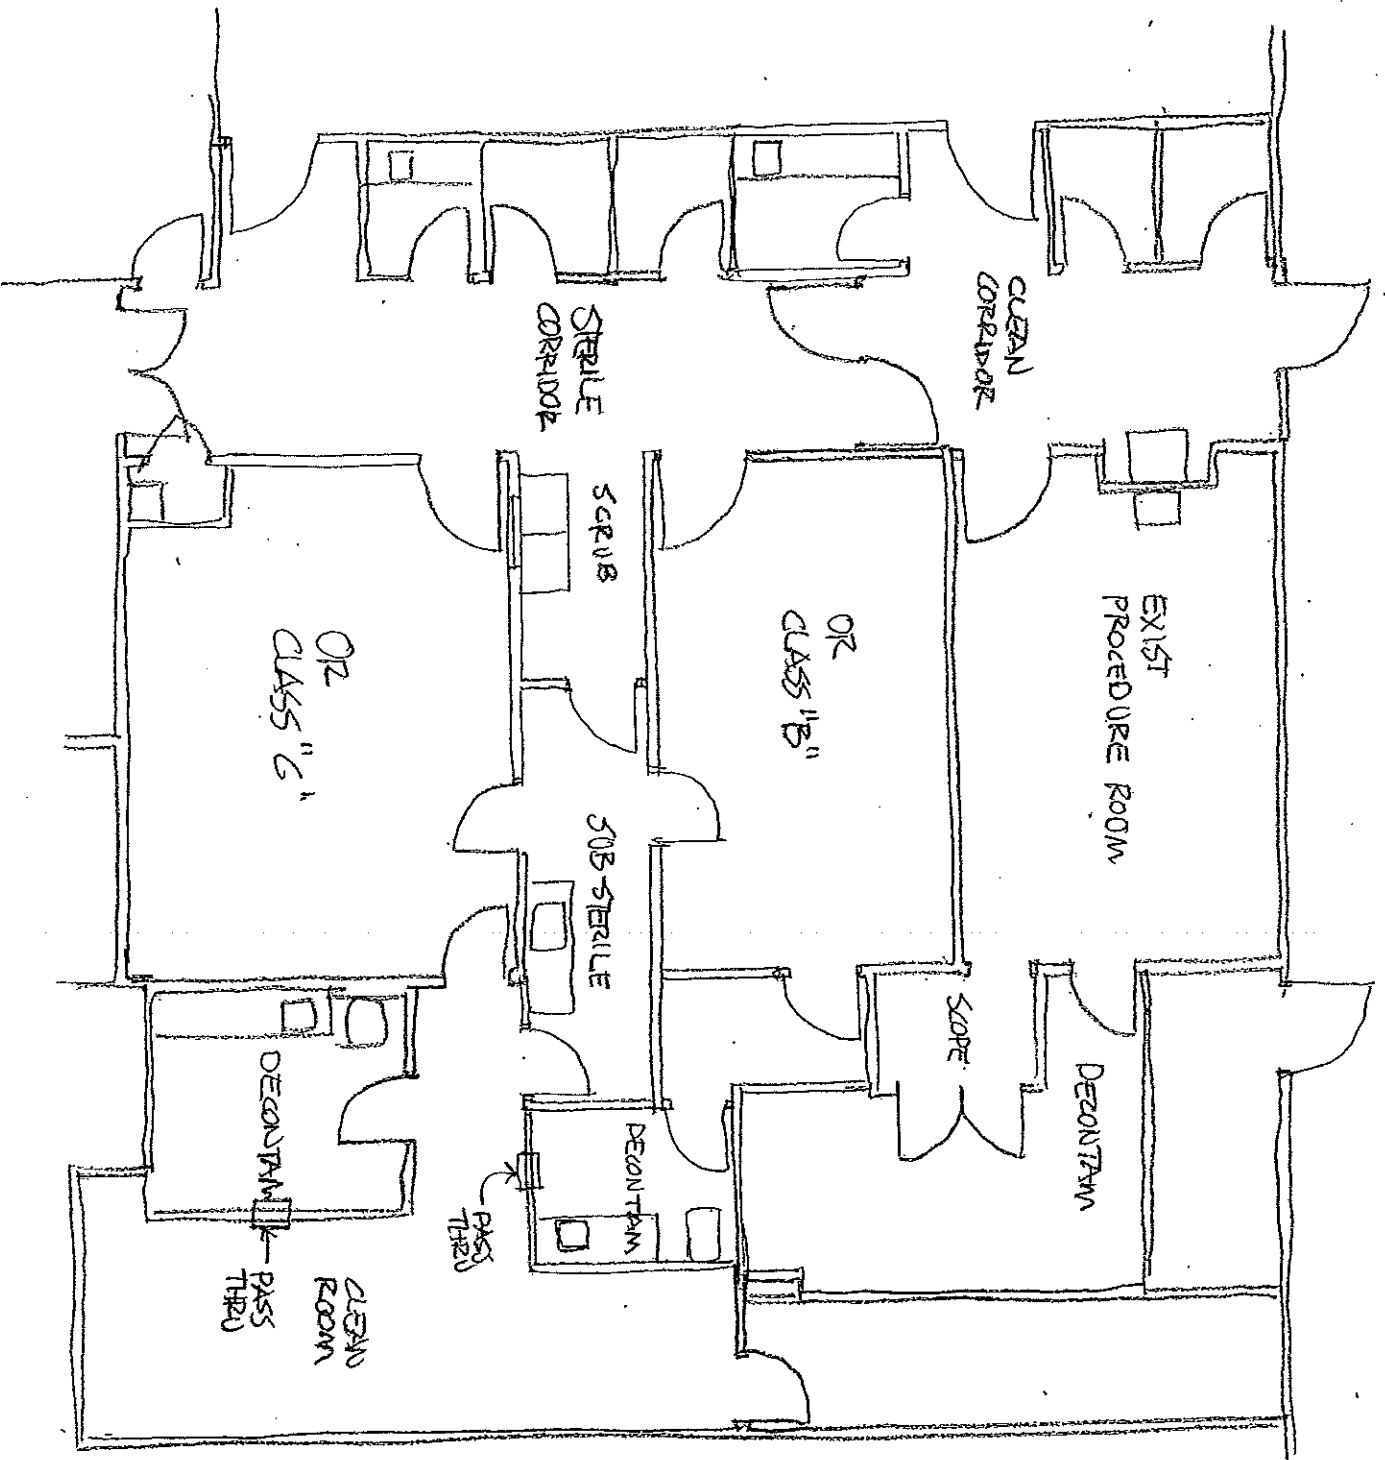 CLEAN
CORRIDOR
STERILE
CORRIDOR
SCRUB
EXIST
PROCEDURE ROOM
OR
CLASS "B"
OR
CLASS "C"
SUB-STERILE
SCOPE
DECONTAM
DECONTAM
DECONTAM
PASS
THRU
PASS
THRU
CLEAN
ROOM